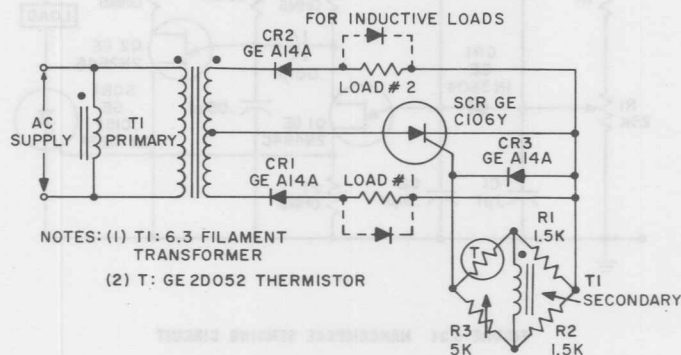 FOR INDUCTIVE LOADS
CR2
GE A14A
LOAD #2
SCR GE
C106Y
AC
SUPPLY
T1
PRIMARY
CR3
GE A14A
CR1
GE A14A
LOAD #1
R1
1.5K
T
T1
SECONDARY
R3
5K
R2
1.5K
NOTES: (1) T1: 6.3 FILAMENT
TRANSFORMER
(2) T: GE 2D052 THERMISTOR